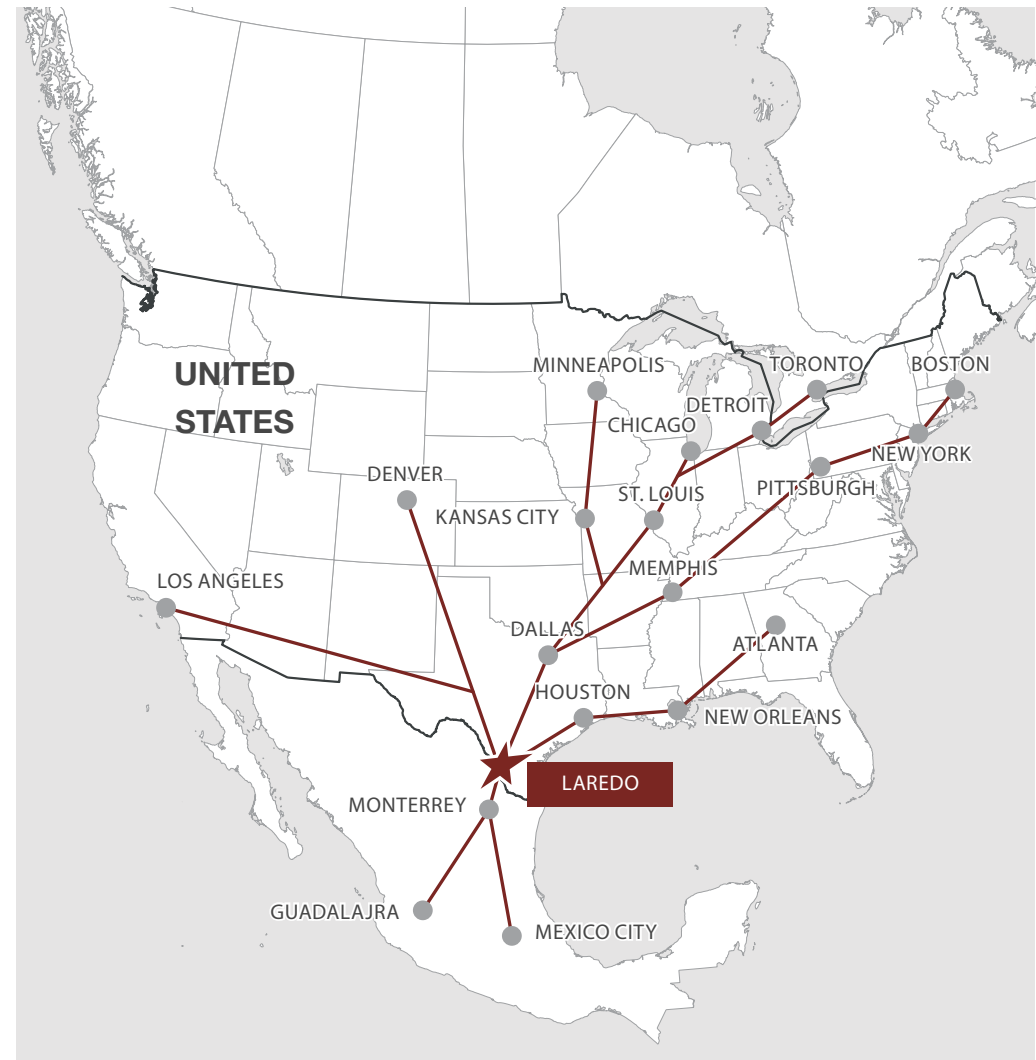 MINNEAPOLIS
TORONTO
BOSTON
UNITED
STATES
DETROIT
CHICAGO
NEW YORK
DENVER
PITTSBURGH
ST. LOUIS
KANSAS CITY
MEMPHIS
LOS ANGELES
DALLAS
ATLANTA
HOUSTON
NEW ORLEANS
LAREDO
MONTERREY
GUADALAJRA
MEXICO CITY